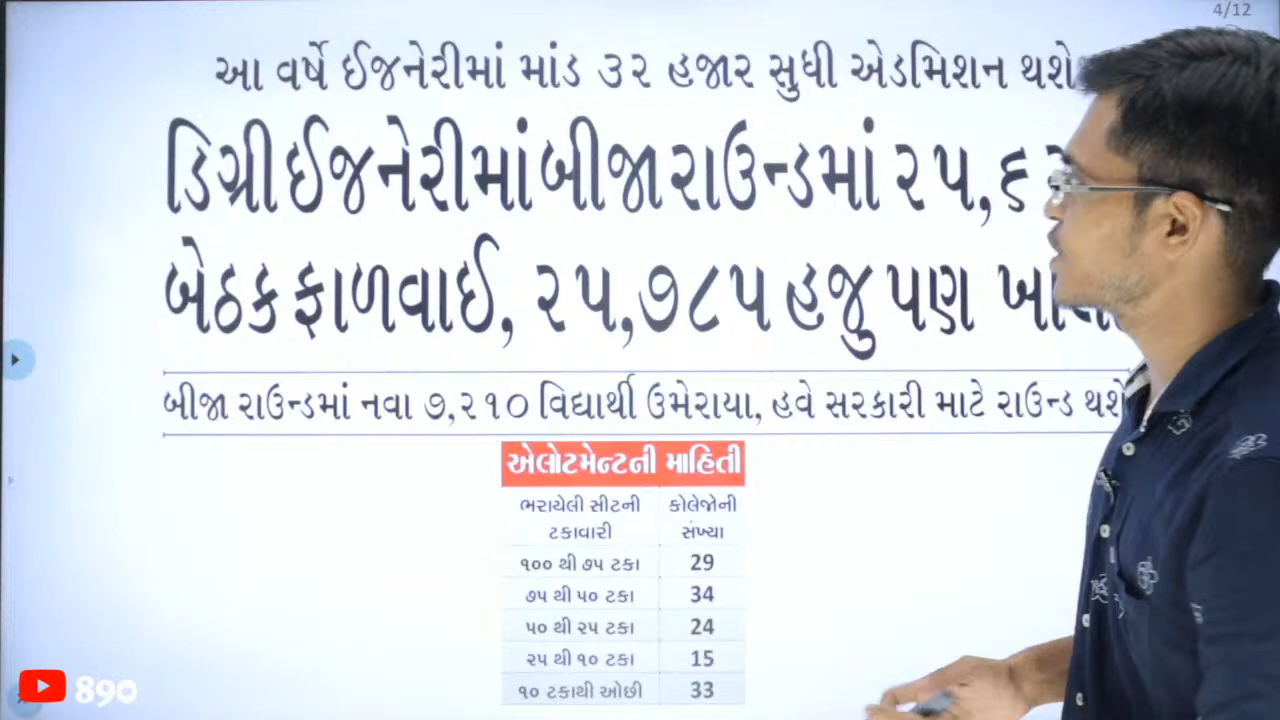 4/12
આ વર્ષે ઈજનેરીમાં માંડ ૩૨ હજાર સુધી એડમિશન થશે
ડિગ્રી ઈજનેરીમાં બીજા રાઉન્ડમાં
બેઠક ફાળવાઈ, ૨૫,૭૮૫ હજુ પણ
બીજા રાઉન્ડમાં નવા ૭,૨૧૦ વિદ્યાર્થી ઉમેરાયા, હવે સરકારી માટે રાઉન્ડ થશે
એલોટમેન્ટની માહિતી
ભરાયેલી સીટની ટકાવારી કોલેજોની સંખ્યા
૧૦૦ થી ૭૫ ટકા 29
૭૫ થી ૫૦ ટકા 34
૫૦ થી ૨૫ ટકા 24
૨૫ થી ૧૦ ટકા 15
૧૦ ટકાથી ઓછી 33
890